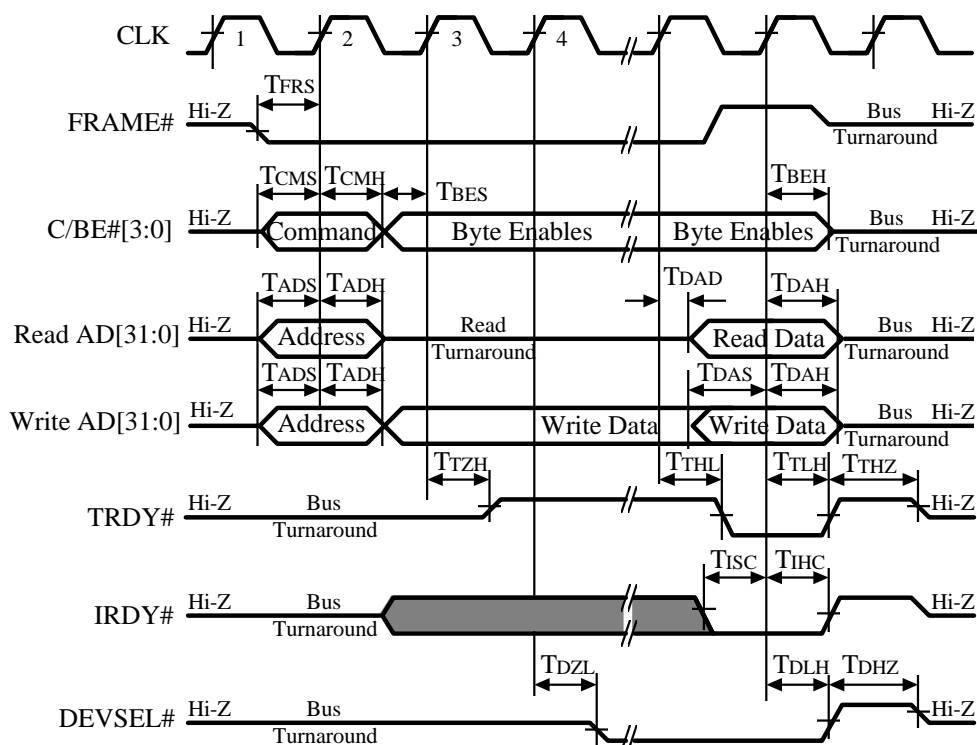 CLK 1 2 3 4
TFRS
FRAME# Hi-Z Bus Hi-Z
Turnaround
TCMS TCMH TBES TBEH
C/BE#[3:0] Hi-Z Command Byte Enables Byte Enables Bus Hi-Z
Turnaround
TADS TADH TDAD TDAH
Read AD[31:0] Hi-Z Address Read Read Data Bus Hi-Z
Turnaround Turnaround
TADS TADH TDAS TDAH
Write AD[31:0] Hi-Z Address Write Data Write Data Bus Hi-Z
Turnaround
TTZH TTHL TTLH TTHZ
TRDY# Hi-Z Bus Hi-Z
Turnaround
TISC TIHC
IRDY# Hi-Z Bus Hi-Z
Turnaround
TDZL TDLH TDHZ
DEVSEL# Hi-Z Bus Hi-Z
Turnaround